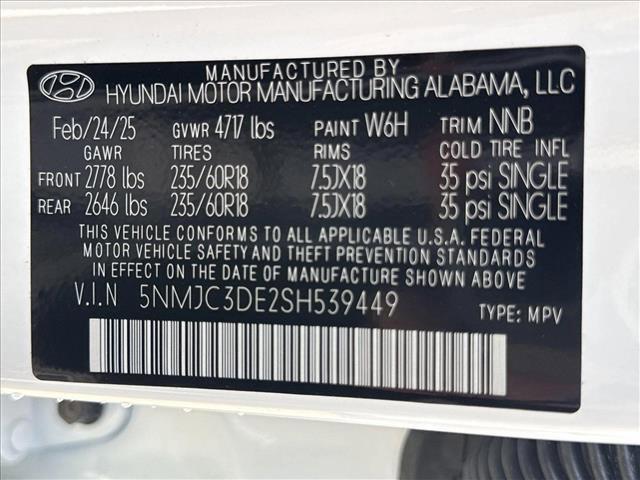 MANUFACTURED BY
HYUNDAI MOTOR MANUFACTURING ALABAMA, LLC
Feb/24/25 GVWR 4717 lbs PAINT W6H TRIM NNB
GAWR TIRES RIMS COLD TIRE INFL
FRONT 2778 lbs 235/60R18 7.5JX18 35 psi SINGLE
REAR 2646 lbs 235/60R18 7.5JX18 35 psi SINGLE
THIS VEHICLE CONFORMS TO ALL APPLICABLE U.S.A. FEDERAL
MOTOR VEHICLE SAFETY AND THEFT PREVENTION STANDARDS
IN EFFECT ON THE DATE OF MANUFACTURE SHOWN ABOVE
V.I.N 5NMJC3DE2SH539449
TYPE: MPV